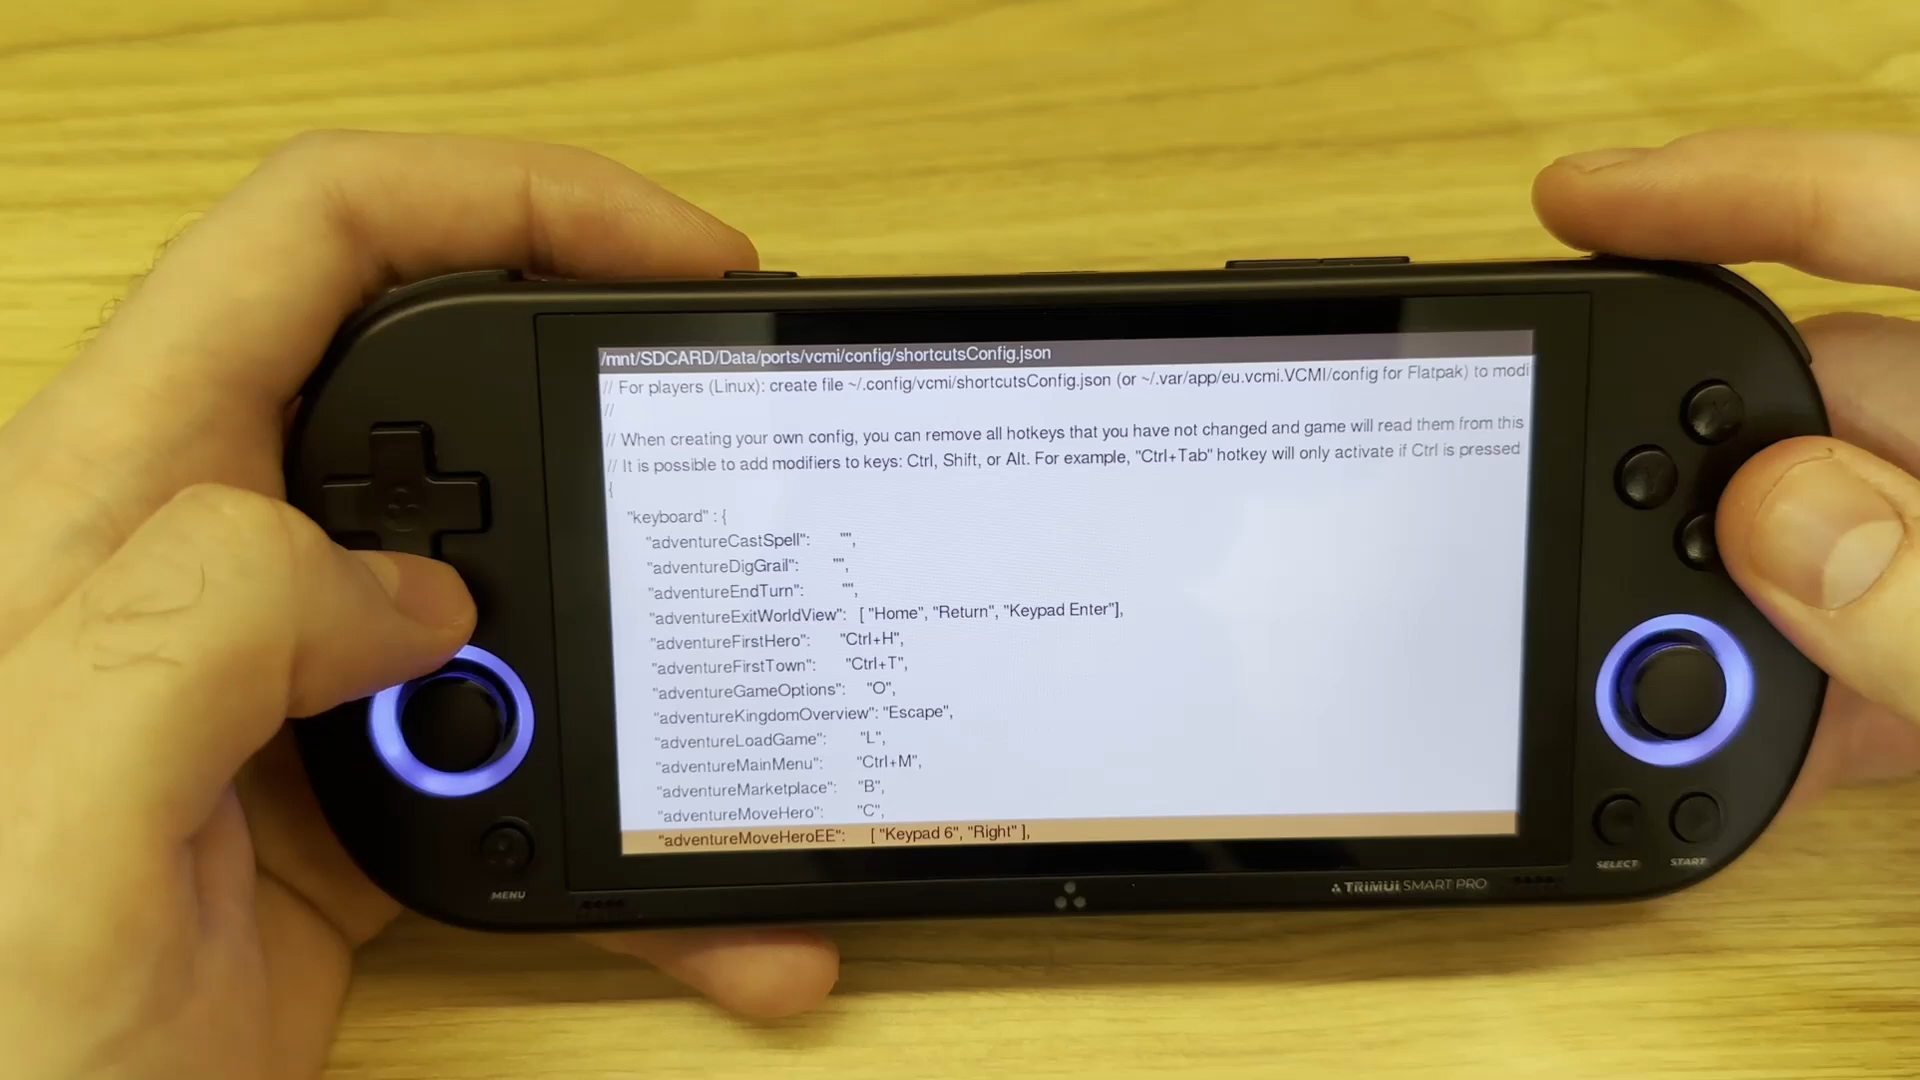 /mnt/SDCARD/Data/ports/vcmi/config/shortcutsConfig.json
// For players (Linux): create file ~/.config/vcmi/shortcutsConfig.json (or ~/.var/app/eu.vcmi.VCMI/config for Flatpak) to modi
//
// When creating your own config, you can remove all hotkeys that you have not changed and game will read them from this
// It is possible to add modifiers to keys: Ctrl, Shift, or Alt. For example, "Ctrl+Tab" hotkey will only activate if Ctrl is pressed
{
"keyboard" : {
"adventureCastSpell": "",
"adventureDigGrail": "",
"adventureEndTurn": "",
"adventureExitWorldView": [ "Home", "Return", "Keypad Enter"],
"adventureFirstHero": "Ctrl+H",
"adventureFirstTown": "Ctrl+T",
"adventureGameOptions": "O",
"adventureKingdomOverview": "Escape",
"adventureLoadGame": "L",
"adventureMainMenu": "Ctrl+M",
"adventureMarketplace": "B",
"adventureMoveHero": "C",
"adventureMoveHeroEE": [ "Keypad 6", "Right" ],
MENU
SELECT
START
TRIMUI SMART PRO